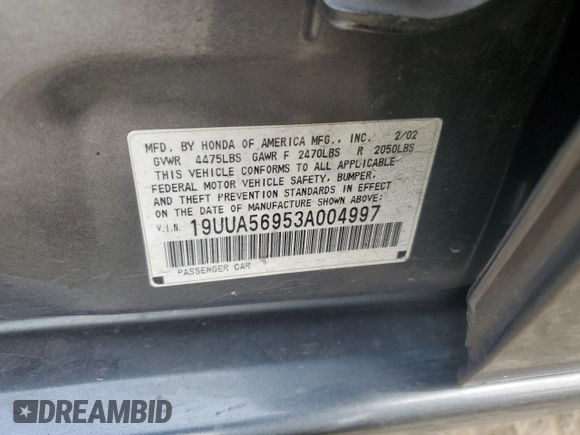 MFD. BY HONDA OF AMERICA MFG., INC. 2/02
GVWR 4475LBS GAWR F 2470LBS R 2050LBS
THIS VEHICLE CONFORMS TO ALL APPLICABLE
FEDERAL MOTOR VEHICLE SAFETY, BUMPER,
AND THEFT PREVENTION STANDARDS IN EFFECT
ON THE DATE OF MANUFACTURE SHOWN ABOVE.
V.I.N. 19UUA56953A004997
PASSENGER CAR
DREAMBID